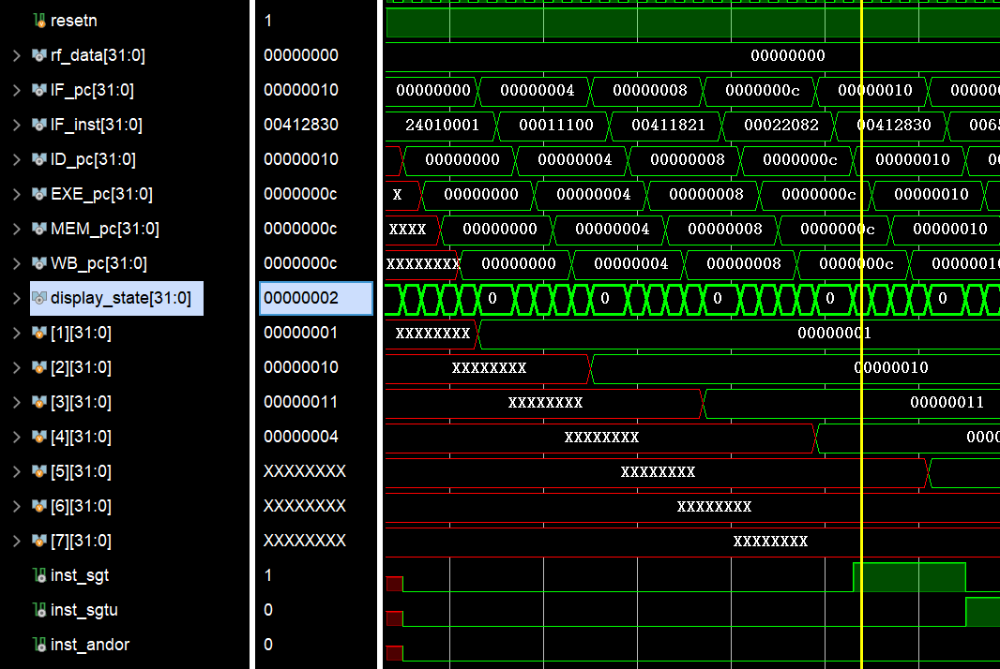 resetn 1
rf_data[31:0] 00000000 00000000
IF_pc[31:0] 00000010 00000000 00000004 00000008 0000000c 00000010 00000
IF_inst[31:0] 00412830 24010001 00011100 00411821 00022082 00412830 006
ID_pc[31:0] 00000010 00000000 00000004 00000008 0000000c 00000010 0
EXE_pc[31:0] 0000000c X 00000000 00000004 00000008 0000000c 00000010
MEM_pc[31:0] 0000000c XXXX 00000000 00000004 00000008 0000000c 00000010
WB_pc[31:0] 0000000c XXXXXXXX 00000000 00000004 00000008 0000000c 0000001
display_state[31:0] 00000002 0 0 0 0 0
[1][31:0] 00000001 XXXXXXXX 00000001
[2][31:0] 00000010 XXXXXXXX 00000010
[3][31:0] 00000011 XXXXXXXX 00000011
[4][31:0] 00000004 XXXXXXXX 0000
[5][31:0] XXXXXXXX XXXXXXXX
[6][31:0] XXXXXXXX XXXXXXXX
[7][31:0] XXXXXXXX XXXXXXXX
inst_sgt 1
inst_sgtu 0
inst_andor 0